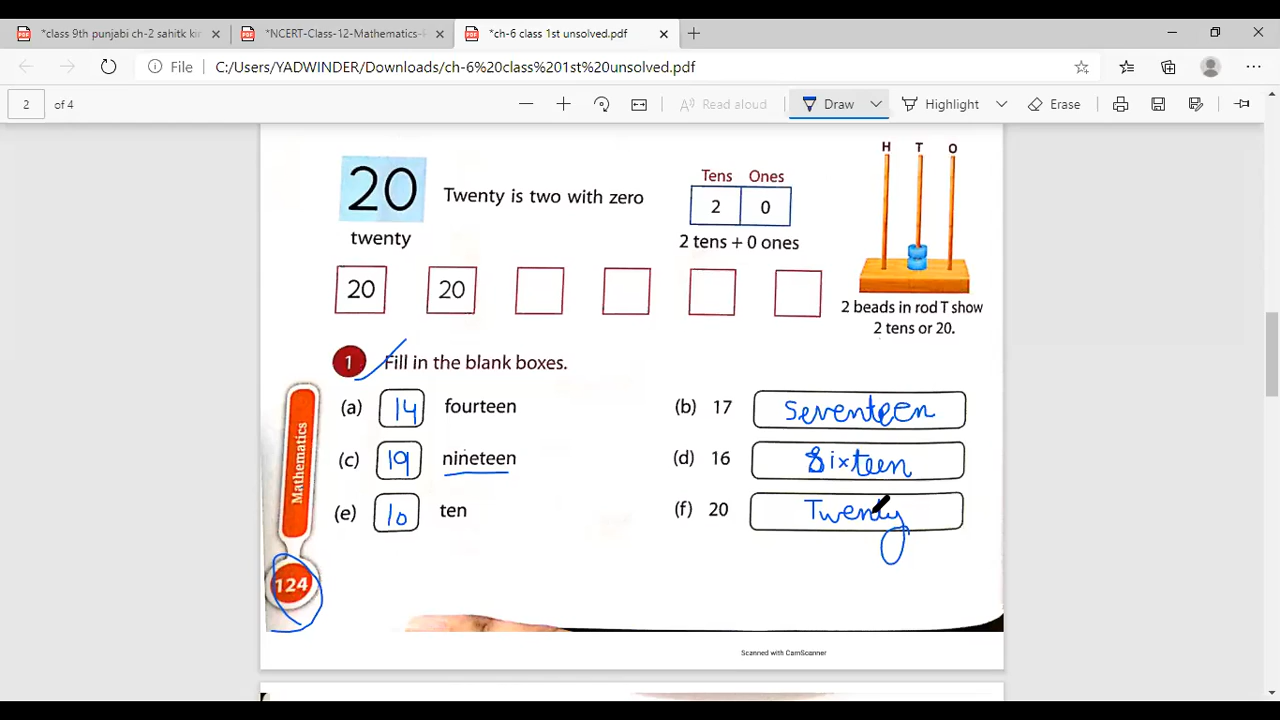 *class 9th punjabi ch-2 sahitk kir
*NCERT-Class-12-Mathematics-
*ch-6 class 1st unsolved.pdf
File C:/Users/YADWINDER/Downloads/ch-6%20class%201st%20unsolved.pdf
2 of 4 Read aloud Draw Highlight Erase
H T O
20 Twenty is two with zero
Tens Ones
2 0
twenty
2 tens + 0 ones
20 20
2 beads in rod T show
2 tens or 20.
1 Fill in the blank boxes.
(a) 14 fourteen (b) 17 Seventeen
(c) 19 nineteen (d) 16 Sixteen
(e) 10 ten (f) 20 Twenty
Mathematics
124
Scanned with CamScanner